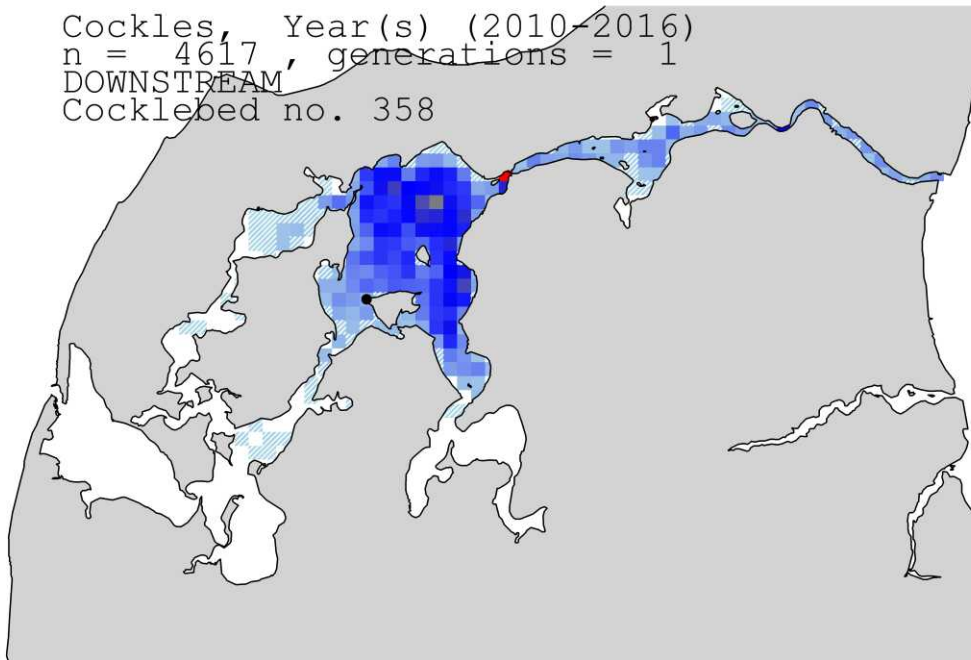 Cockles, Year(s) (2010-2016)
n = 4617 , generations = 1
DOWNSTREAM
Cocklebed no. 358